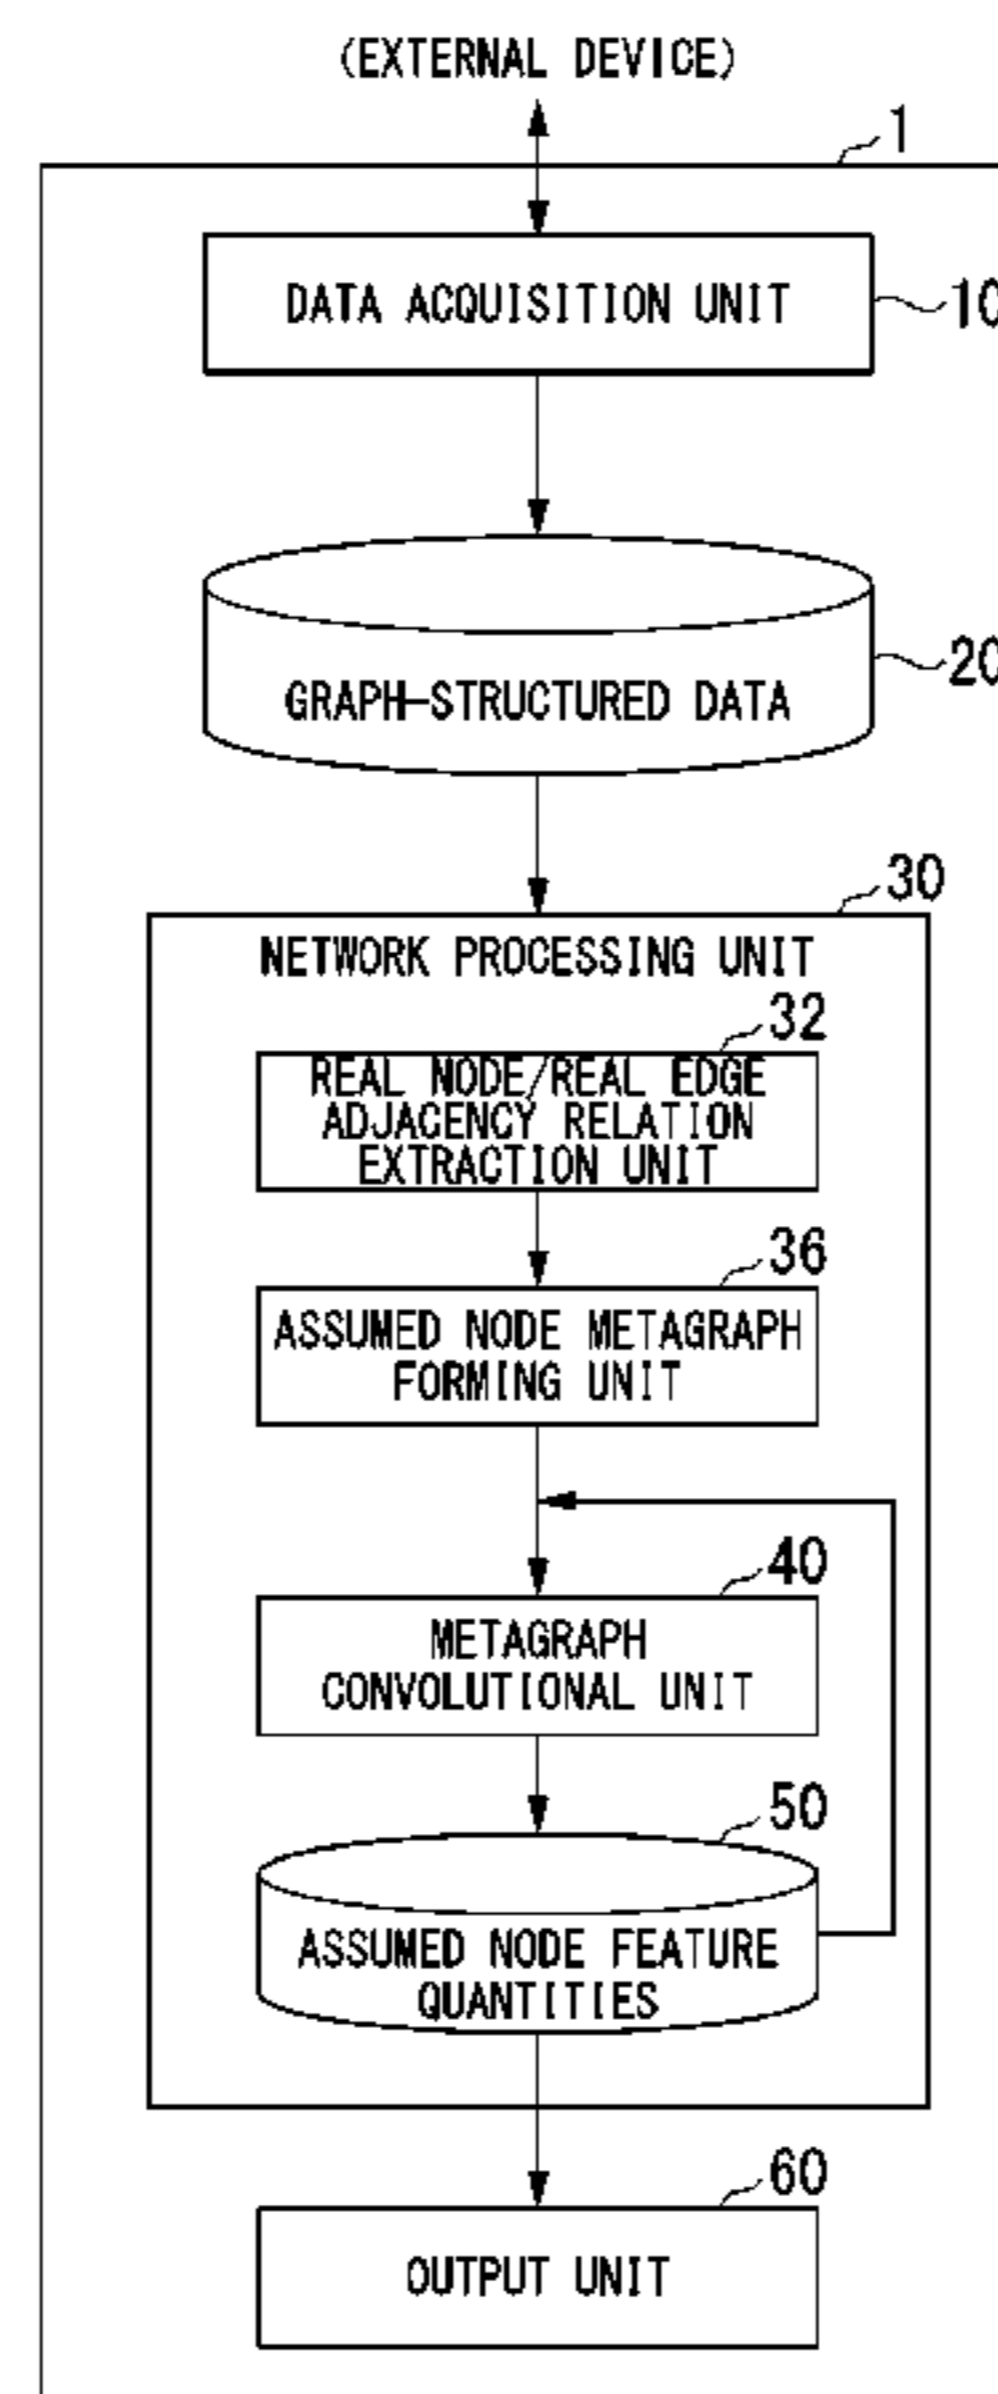 (EXTERNAL DEVICE)
1
DATA ACQUISITION UNIT
10
20
GRAPH-STRUCTURED DATA
30
NETWORK PROCESSING UNIT
32
REAL NODE/REAL EDGE
ADJACENCY RELATION
EXTRACTION UNIT
36
ASSUMED NODE METAGRAPH
FORMING UNIT
40
METAGRAPH
CONVOLUTIONAL UNIT
50
ASSUMED NODE FEATURE
QUANTITIES
60
OUTPUT UNIT